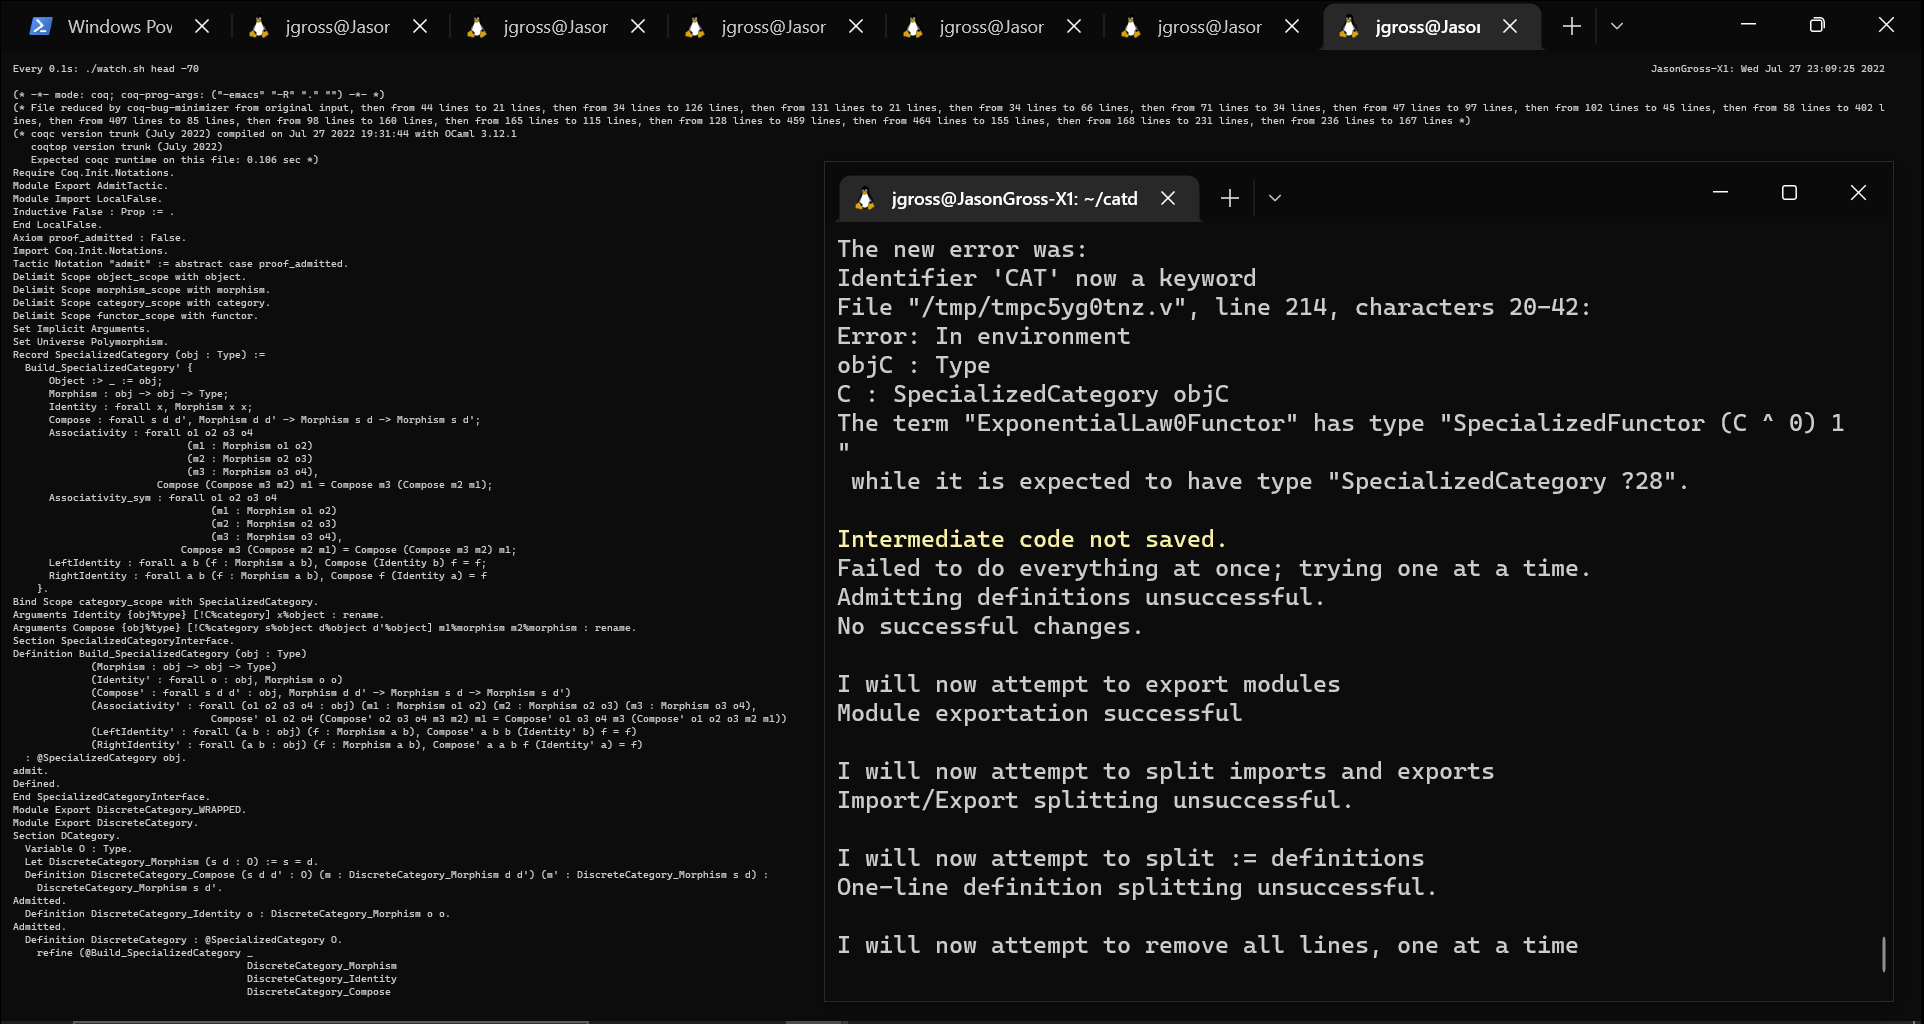 Windows Pov
jgross@Jasor
jgross@Jasor
jgross@Jasor
jgross@Jasor
jgross@Jasor
jgross@Jasor
Every 0.1s: ./watch.sh head -70
JasonGross-X1: Wed Jul 27 23:09:25 2022
(* -*- mode: coq; coq-prog-args: ("-emacs" "-R" "." "") -*- *)
(* File reduced by coq-bug-minimizer from original input, then from 44 lines to 21 lines, then from 34 lines to 126 lines, then from 131 lines to 21 lines, then from 34 lines to 66 lines, then from 71 lines to 34 lines, then from 47 lines to 97 lines, then from 102 lines to 45 lines, then from 58 lines to 402 l
ines, then from 407 lines to 85 lines, then from 98 lines to 160 lines, then from 165 lines to 115 lines, then from 128 lines to 459 lines, then from 464 lines to 155 lines, then from 168 lines to 231 lines, then from 236 lines to 167 lines *)
(* coqc version trunk (July 2022) compiled on Jul 27 2022 19:31:44 with OCaml 3.12.1
   coqtop version trunk (July 2022)
   Expected coqc runtime on this file: 0.106 sec *)
Require Coq.Init.Notations.
Module Export AdmitTactic.
Module Import LocalFalse.
Inductive False : Prop := .
End LocalFalse.
Axiom proof_admitted : False.
Import Coq.Init.Notations.
Tactic Notation "admit" := abstract case proof_admitted.
Delimit Scope object_scope with object.
Delimit Scope morphism_scope with morphism.
Delimit Scope category_scope with category.
Delimit Scope functor_scope with functor.
Set Implicit Arguments.
Set Universe Polymorphism.
Record SpecializedCategory (obj : Type) :=
  Build_SpecializedCategory' {
      Object :> _ := obj;
      Morphism : obj -> obj -> Type;
      Identity : forall x, Morphism x x;
      Compose : forall s d d', Morphism d d' -> Morphism s d -> Morphism s d';
      Associativity : forall o1 o2 o3 o4
                             (m1 : Morphism o1 o2)
                             (m2 : Morphism o2 o3)
                             (m3 : Morphism o3 o4),
                        Compose (Compose m3 m2) m1 = Compose m3 (Compose m2 m1);
      Associativity_sym : forall o1 o2 o3 o4
                                 (m1 : Morphism o1 o2)
                                 (m2 : Morphism o2 o3)
                                 (m3 : Morphism o3 o4),
                            Compose m3 (Compose m2 m1) = Compose (Compose m3 m2) m1;
      LeftIdentity : forall a b (f : Morphism a b), Compose (Identity b) f = f;
      RightIdentity : forall a b (f : Morphism a b), Compose f (Identity a) = f
    }.
Bind Scope category_scope with SpecializedCategory.
Arguments Identity {obj%type} [!C%category] x%object : rename.
Arguments Compose {obj%type} [!C%category s%object d%object d'%object] m1%morphism m2%morphism : rename.
Section SpecializedCategoryInterface.
Definition Build_SpecializedCategory (obj : Type)
             (Morphism : obj -> obj -> Type)
             (Identity' : forall o : obj, Morphism o o)
             (Compose' : forall s d d' : obj, Morphism d d' -> Morphism s d -> Morphism s d')
             (Associativity' : forall (o1 o2 o3 o4 : obj) (m1 : Morphism o1 o2) (m2 : Morphism o2 o3) (m3 : Morphism o3 o4),
                                 Compose' o1 o2 o4 (Compose' o2 o3 o4 m3 m2) m1 = Compose' o1 o3 o4 m3 (Compose' o1 o2 o3 m2 m1))
             (LeftIdentity' : forall (a b : obj) (f : Morphism a b), Compose' a b b (Identity' b) f = f)
             (RightIdentity' : forall (a b : obj) (f : Morphism a b), Compose' a a b f (Identity' a) = f)
  : @SpecializedCategory obj.
admit.
Defined.
End SpecializedCategoryInterface.
Module Export DiscreteCategory_WRAPPED.
Module Export DiscreteCategory.
Section DCategory.
  Variable O : Type.
  Let DiscreteCategory_Morphism (s d : O) := s = d.
  Definition DiscreteCategory_Compose (s d d' : O) (m : DiscreteCategory_Morphism d d') (m' : DiscreteCategory_Morphism s d) :
    DiscreteCategory_Morphism s d'.
Admitted.
  Definition DiscreteCategory_Identity o : DiscreteCategory_Morphism o o.
Admitted.
  Definition DiscreteCategory : @SpecializedCategory O.
    refine (@Build_SpecializedCategory _
                                       DiscreteCategory_Morphism
                                       DiscreteCategory_Identity
                                       DiscreteCategory_Compose
jgross@JasonGross-X1: ~/catd
The new error was:
Identifier 'CAT' now a keyword
File "/tmp/tmpc5yg0tnz.v", line 214, characters 20-42:
Error: In environment
objC : Type
C : SpecializedCategory objC
The term "ExponentialLaw0Functor" has type "SpecializedFunctor (C ^ 0) 1
"
 while it is expected to have type "SpecializedCategory ?28".
Intermediate code not saved.
Failed to do everything at once; trying one at a time.
Admitting definitions unsuccessful.
No successful changes.
I will now attempt to export modules
Module exportation successful
I will now attempt to split imports and exports
Import/Export splitting unsuccessful.
I will now attempt to split := definitions
One-line definition splitting unsuccessful.
I will now attempt to remove all lines, one at a time